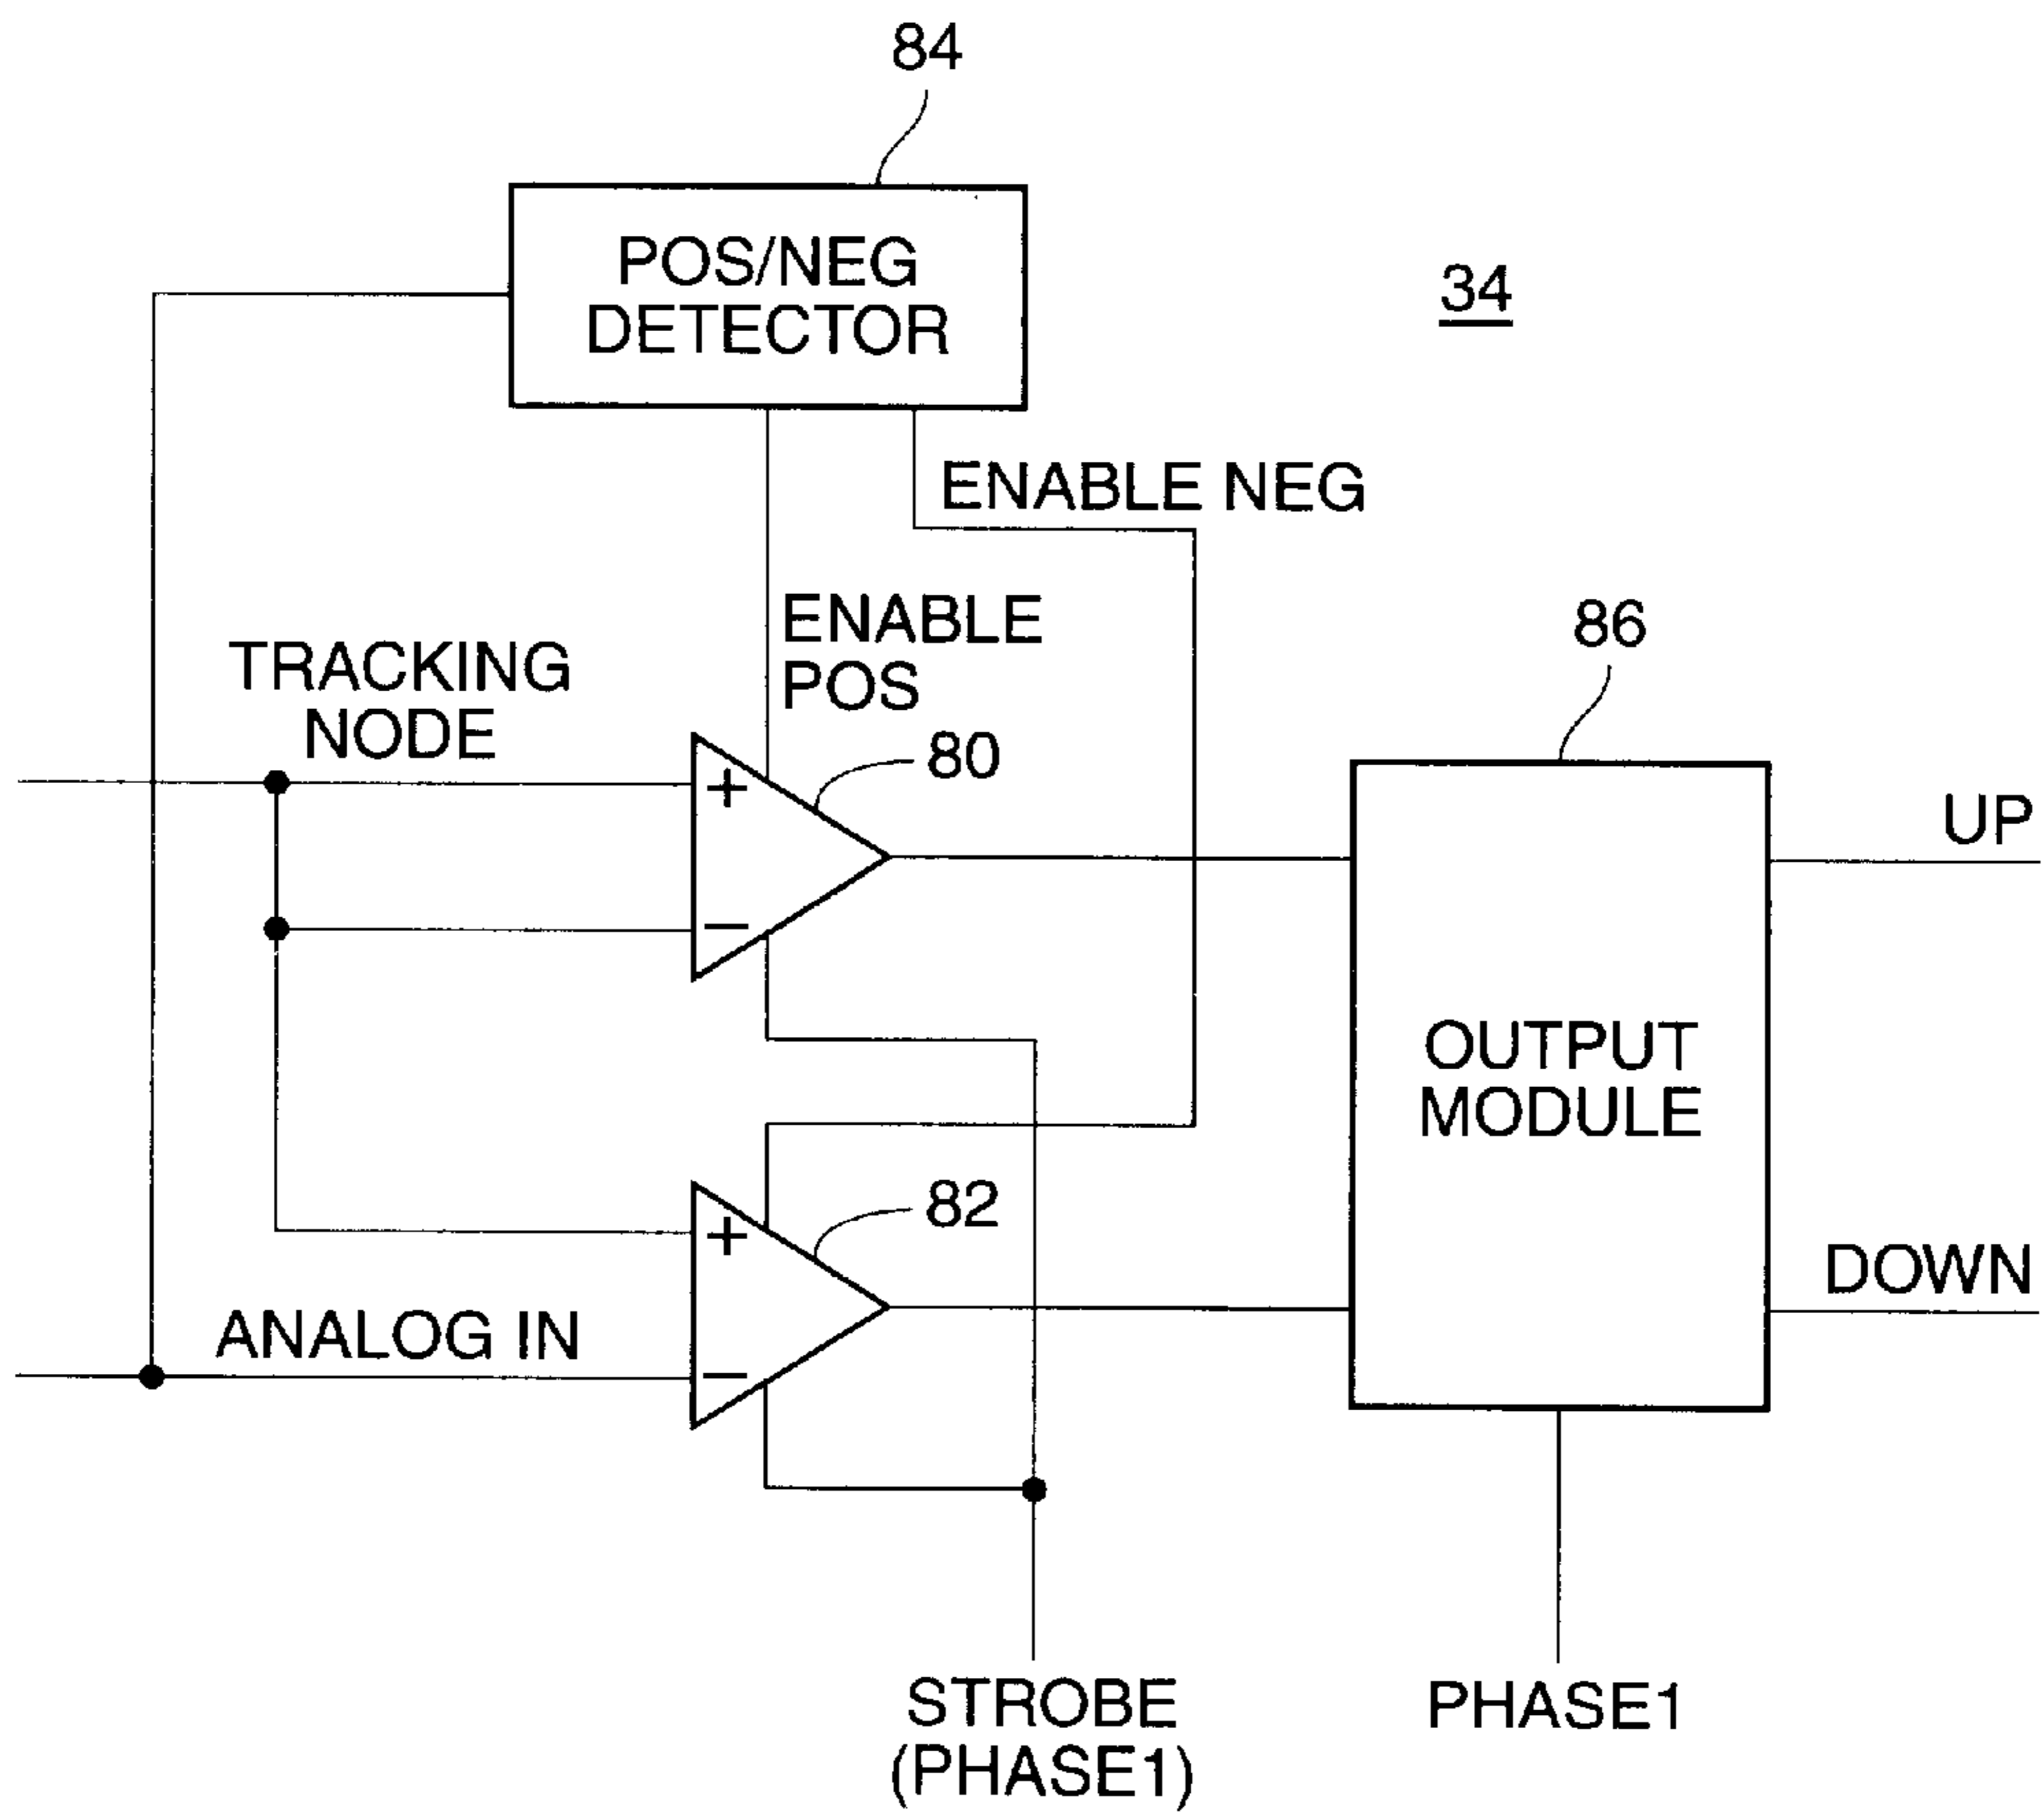 84
POS/NEG
DETECTOR
34
ENABLE NEG
ENABLE
POS
86
TRACKING
NODE
80
+
−
UP
OUTPUT
MODULE
82
+
−
DOWN
ANALOG IN
STROBE
(PHASE1)
PHASE1